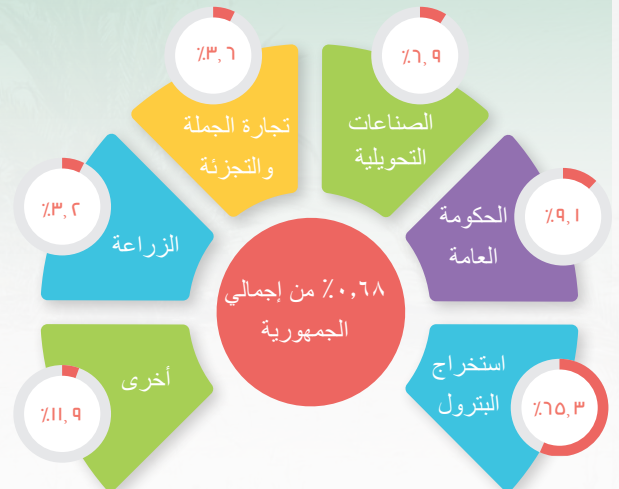 ٪٣,٦
٪٦,٩
تجارة الجملة
والتجزئة
الصناعات
التحويلية
٪٣,٢
الزراعة
٪٩,١
الحكومة
العامة
٪٠,٦٨ من إجمالي
الجمهورية
٪١١,٩
أخرى
استخراج
البترول
٪٦٥,٣